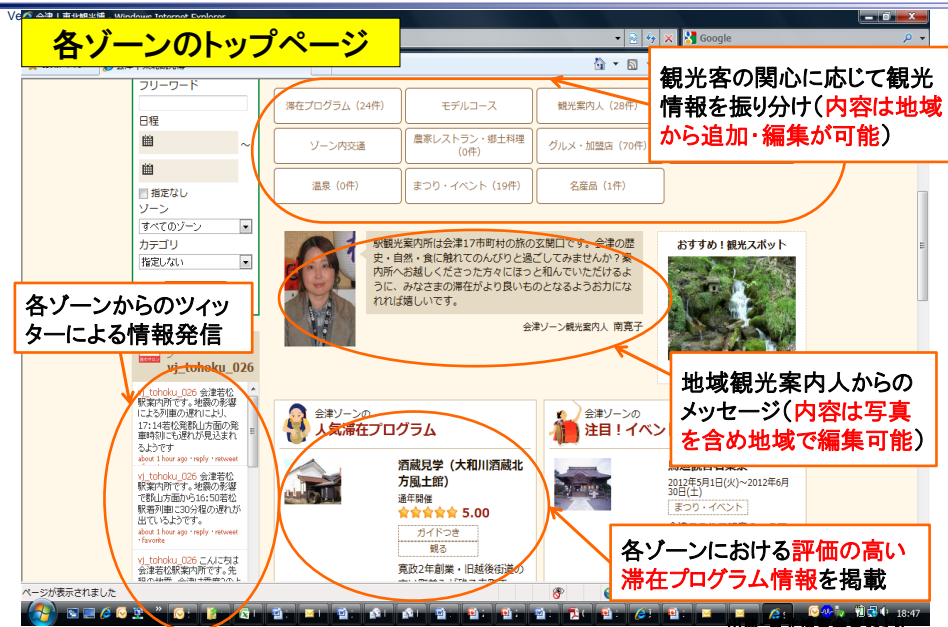 会津 | 東北観光博 - Windows Internet Explorer
各ゾーンのトップページ
Google
フリーワード
日程
～
指定なし
ゾーン
すべてのゾーン
カテゴリ
指定しない
滞在プログラム（24件）
モデルコース
観光案内人（28件）
ゾーン内交通
農家レストラン・郷土料理
（0件）
グルメ・加盟店（70件）
温泉（0件）
まつり・イベント（19件）
名産品（1件）
観光客の関心に応じて観光
情報を振り分け（内容は地域
から追加・編集が可能）
駅観光案内所は会津17市町村の旅の
玄関口です。会津の歴
史・自然・食に触れてのんびりと過
ごしてみませんか？案
内所へお越しくださった方々にほっ
と和んでいただけるよ
うに、みなさまの滞在がより良いも
のとなるようお力にな
れれば嬉しいです。
会津ゾーン観光案内人 南寛子
おすすめ！観光スポット
各ゾーンからのツィッ
ターによる情報発信
vj_tohoku_026
vj_tohoku_026 会津若松
駅案内所です。地震の影響
による列車の遅れにより、
17:14若松発郡山方面の発
車時刻にも遅れが見込まれ
るようです
about 1 hour ago · reply · retweet
vj_tohoku_026 会津若松
駅案内所です。地震の影響
で郡山方面から16:50若松
駅着列車に30分程の遅れが
出ているようです。
about 1 hour ago · reply · retweet
· favorite
vj_tohoku_026 こんにちは
会津若松駅案内所です。先
地域観光案内人からの
メッセージ（内容は写真
を含め地域で編集可能）
会津ゾーンの
人気滞在プログラム
酒蔵見学（大和川酒蔵北
方風土館）
通年開催
5.00
ガイドつき
観る
寛政2年創業・旧越後街道の
会津ゾーンの
注目！イベン
2012年5月1日(火)～2012年6月
30日(土)
まつり・イベント
各ゾーンにおける評価の高い
滞在プログラム情報を掲載
ページが表示されました
18:47